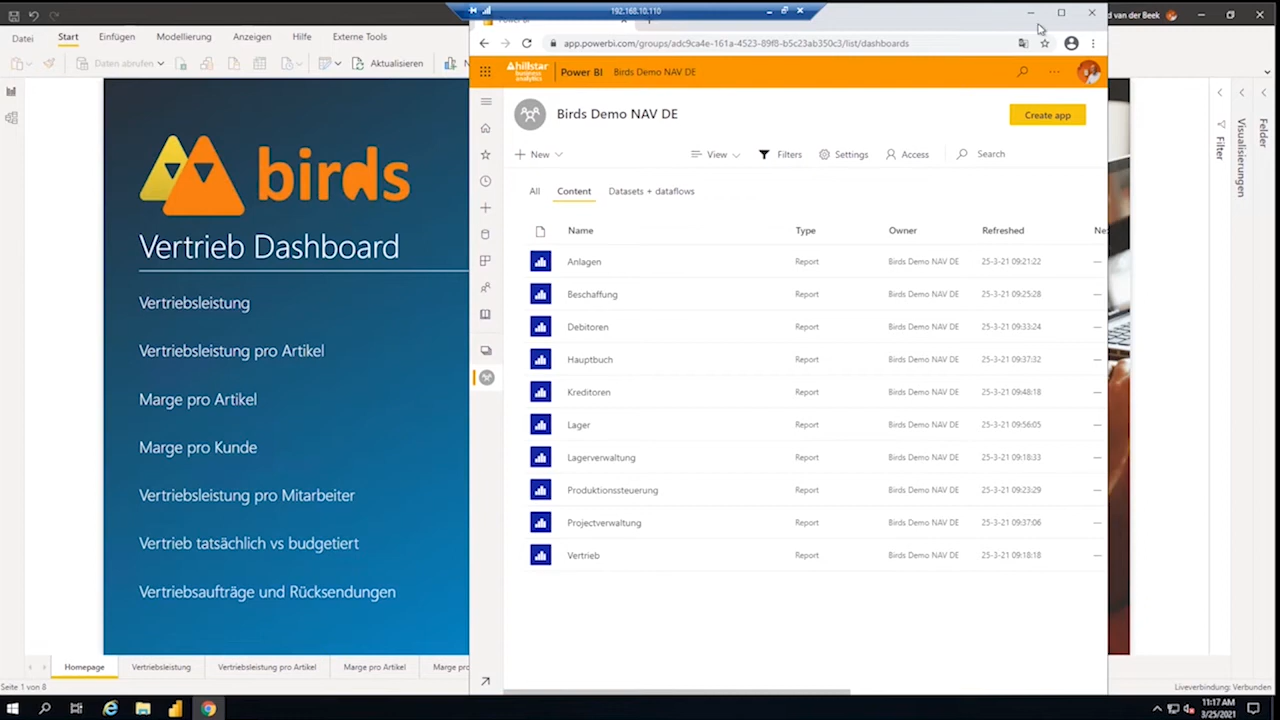 192.168.10.110
d van der Beek
Datei
Start
Einfügen
Modellierung
Anzeigen
Hilfe
External Tools
Daten abrufen
Aktualisieren
birds
Vertrieb Dashboard
Vertriebsleistung
Vertriebsleistung pro Artikel
Marge pro Artikel
Marge pro Kunde
Vertriebsleistung pro Mitarbeiter
Vertrieb tatsächlich vs budgetiert
Vertriebsaufträge und Rücksendungen
Homepage
Vertriebsleistung
Vertriebsleistung pro Artikel
Marge pro Artikel
Marge pro
Seite 1 von 8
app.powerbi.com/groups/adc9ca4e-161a-4523-89f8-b5c23ab350c3/list/dashboards
hillstar
business
analytics
Power BI
Birds Demo NAV DE
Birds Demo NAV DE
Create app
New
View
Filters
Settings
Access
Search
All
Content
Datasets + dataflows
Name Type Owner Refreshed Ne
Anlagen Report Birds Demo NAV DE 25-3-21 09:21:22 —
Beschaffung Report Birds Demo NAV DE 25-3-21 09:25:28 —
Debitoren Report Birds Demo NAV DE 25-3-21 09:33:24 —
Hauptbuch Report Birds Demo NAV DE 25-3-21 09:37:32 —
Kreditoren Report Birds Demo NAV DE 25-3-21 09:48:18 —
Lager Report Birds Demo NAV DE 25-3-21 09:56:05 —
Lagerverwaltung Report Birds Demo NAV DE 25-3-21 09:18:33 —
Produktionssteuerung Report Birds Demo NAV DE 25-3-21 09:23:29 —
Projectverwaltung Report Birds Demo NAV DE 25-3-21 09:37:06 —
Vertrieb Report Birds Demo NAV DE 25-3-21 09:18:18 —
Filter
Visualisierungen
Felder
Liveverbindung: Verbunden
11:17 AM
3/25/2021